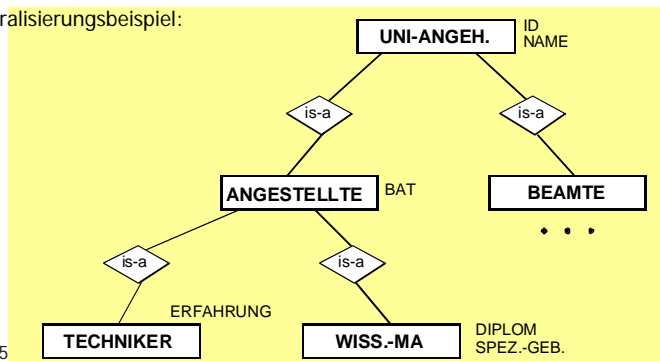 ralisierungsbeispiel:
UNI-ANGEH.
ID
NAME
is-a
is-a
ANGESTELLTE
BAT
BEAMTE
is-a
is-a
ERFAHRUNG
TECHNIKER
WISS.-MA
DIPLOM
SPEZ.-GEB.
5